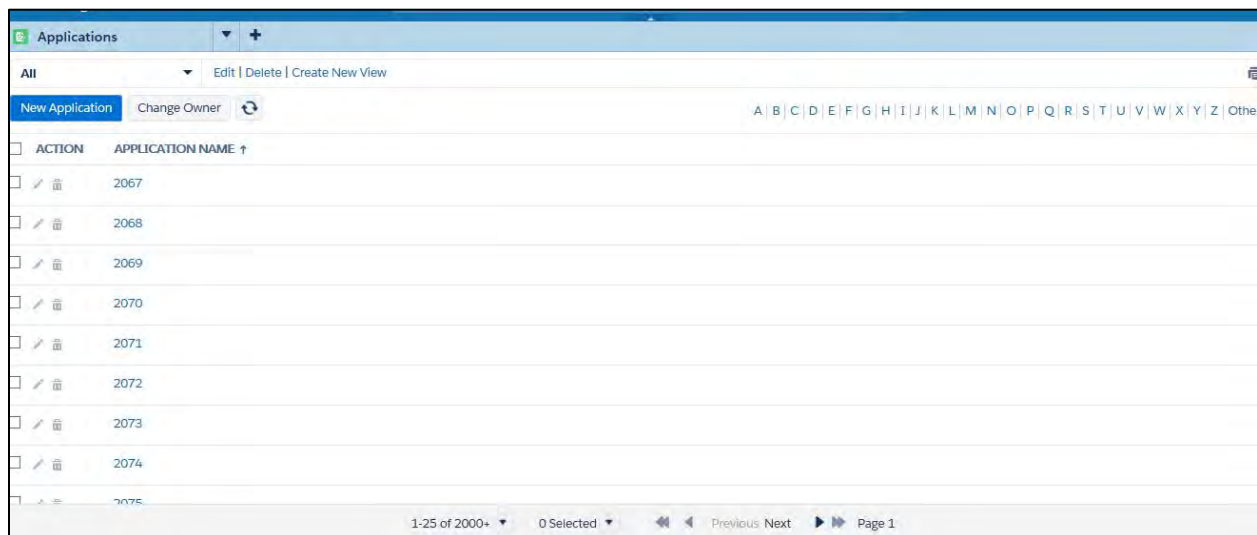 Applications
All Edit | Delete | Create New View
New Application Change Owner A | B | C | D | E | F | G | H | I | J | K | L | M | N | O | P | Q | R | S | T | U | V | W | X | Y | Z | Othe
ACTION APPLICATION NAME ↑
2067
2068
2069
2070
2071
2072
2073
2074
2075
1-25 of 2000+ 0 Selected Previous Next Page 1